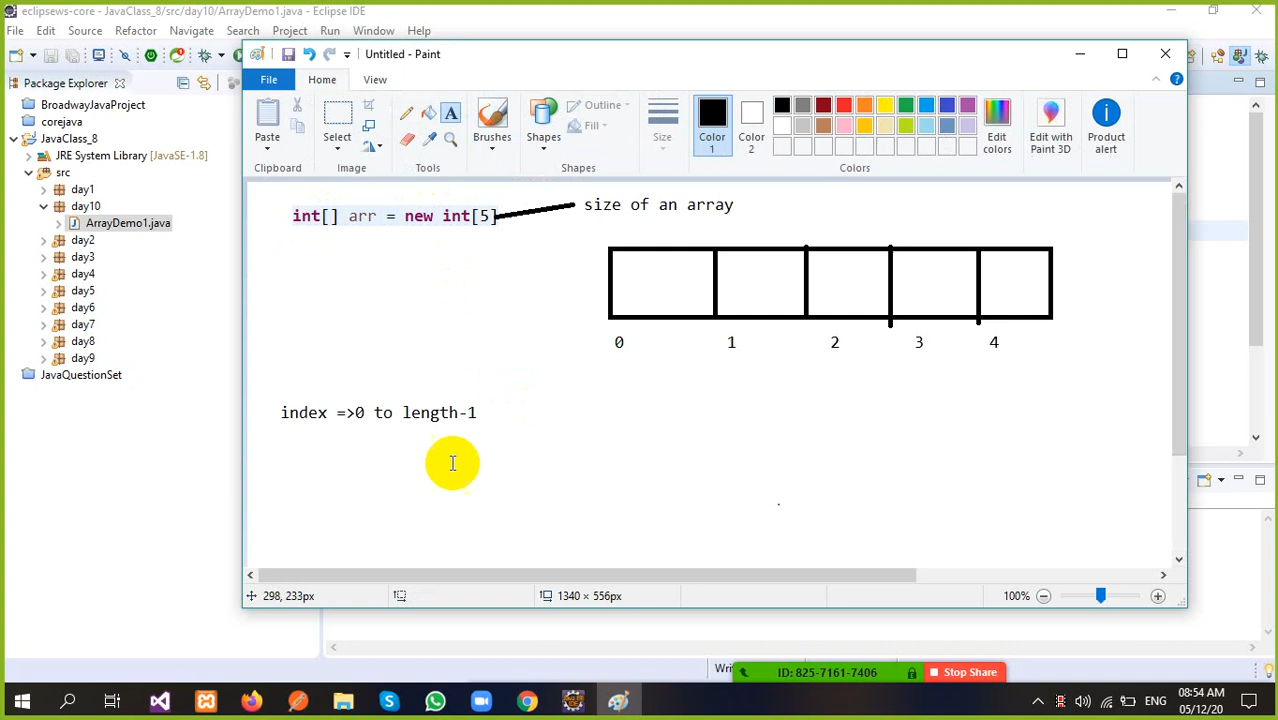 eclipsews-core - JavaClass_8/src/day10/ArrayDemo1.java - Eclipse IDE
File Edit Source Refactor Navigate Search Project Run Window Help
Package Explorer
BroadwayJavaProject
corejava
JavaClass_8
JRE System Library [JavaSE-1.8]
src
day1
day10
ArrayDemo1.java
day2
day3
day4
day5
day6
day7
day8
day9
JavaQuestionSet
Untitled - Paint
File Home View
Paste
Clipboard
Select
Image
A
Tools
Brushes
Shapes
Outline
Fill
Shapes
Size
Color 1
Color 2
Edit colors
Colors
Edit with Paint 3D
Product alert
int[] arr = new int[5]
size of an array
0 1 2 3 4
index =>0 to length-1
298, 233px
1340 × 556px
100%
ID: 825-7161-7406
Stop Share
ENG
08:54 AM
05/12/20